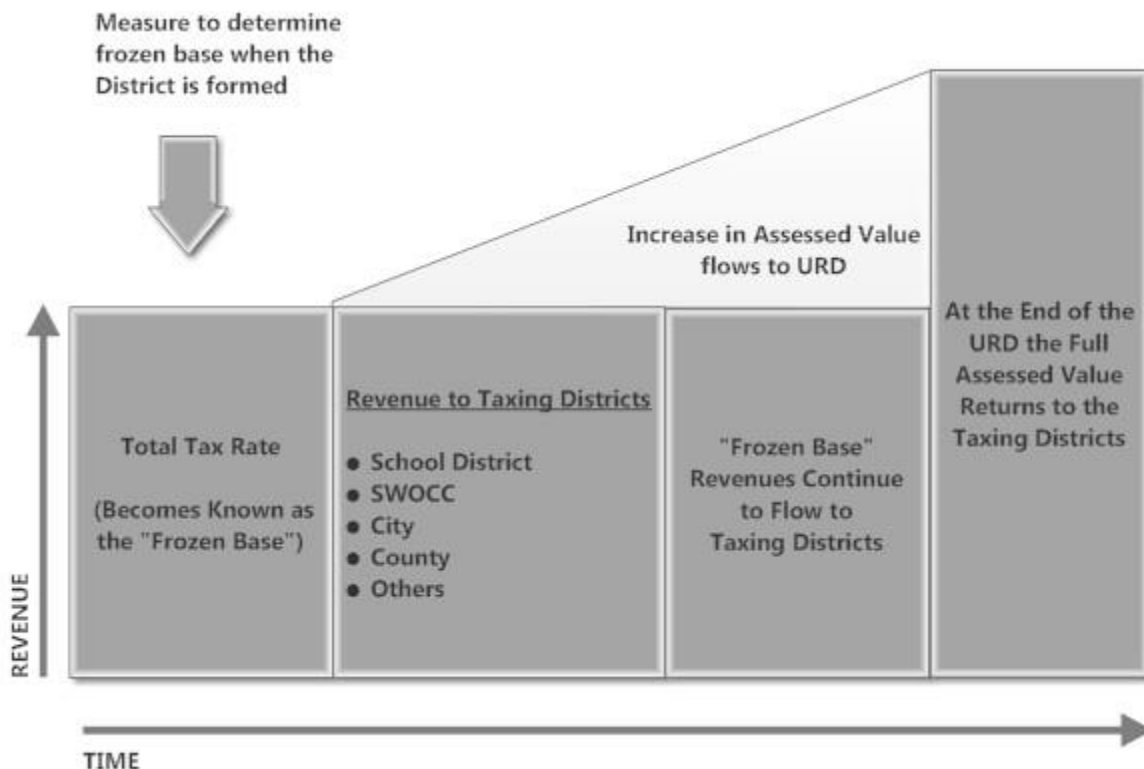 Measure to determine
frozen base when the
District is formed
Increase in Assessed Value
flows to URD
Total Tax Rate
(Becomes Known as
the "Frozen Base")
Revenue to Taxing Districts
● School District
● SWOCC
● City
● County
● Others
"Frozen Base"
Revenues Continue
to Flow to
Taxing Districts
At the End of the
URD the Full
Assessed Value
Returns to the
Taxing Districts
REVENUE
TIME